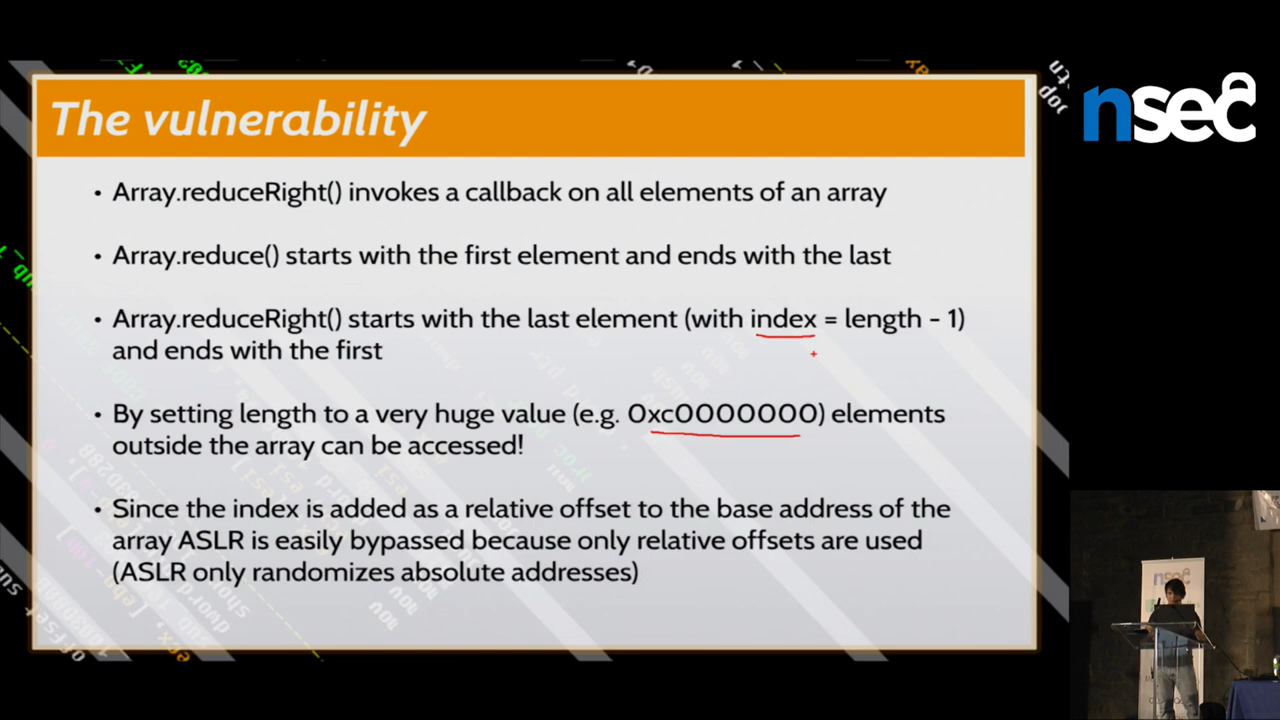 The vulnerability
nsec
• Array.reduceRight() invokes a callback on all elements of an array
• Array.reduce() starts with the first element and ends with the last
• Array.reduceRight() starts with the last element (with index = length - 1)
and ends with the first
• By setting length to a very huge value (e.g. 0xc0000000) elements
outside the array can be accessed!
• Since the index is added as a relative offset to the base address of the
array ASLR is easily bypassed because only relative offsets are used
(ASLR only randomizes absolute addresses)
nsec